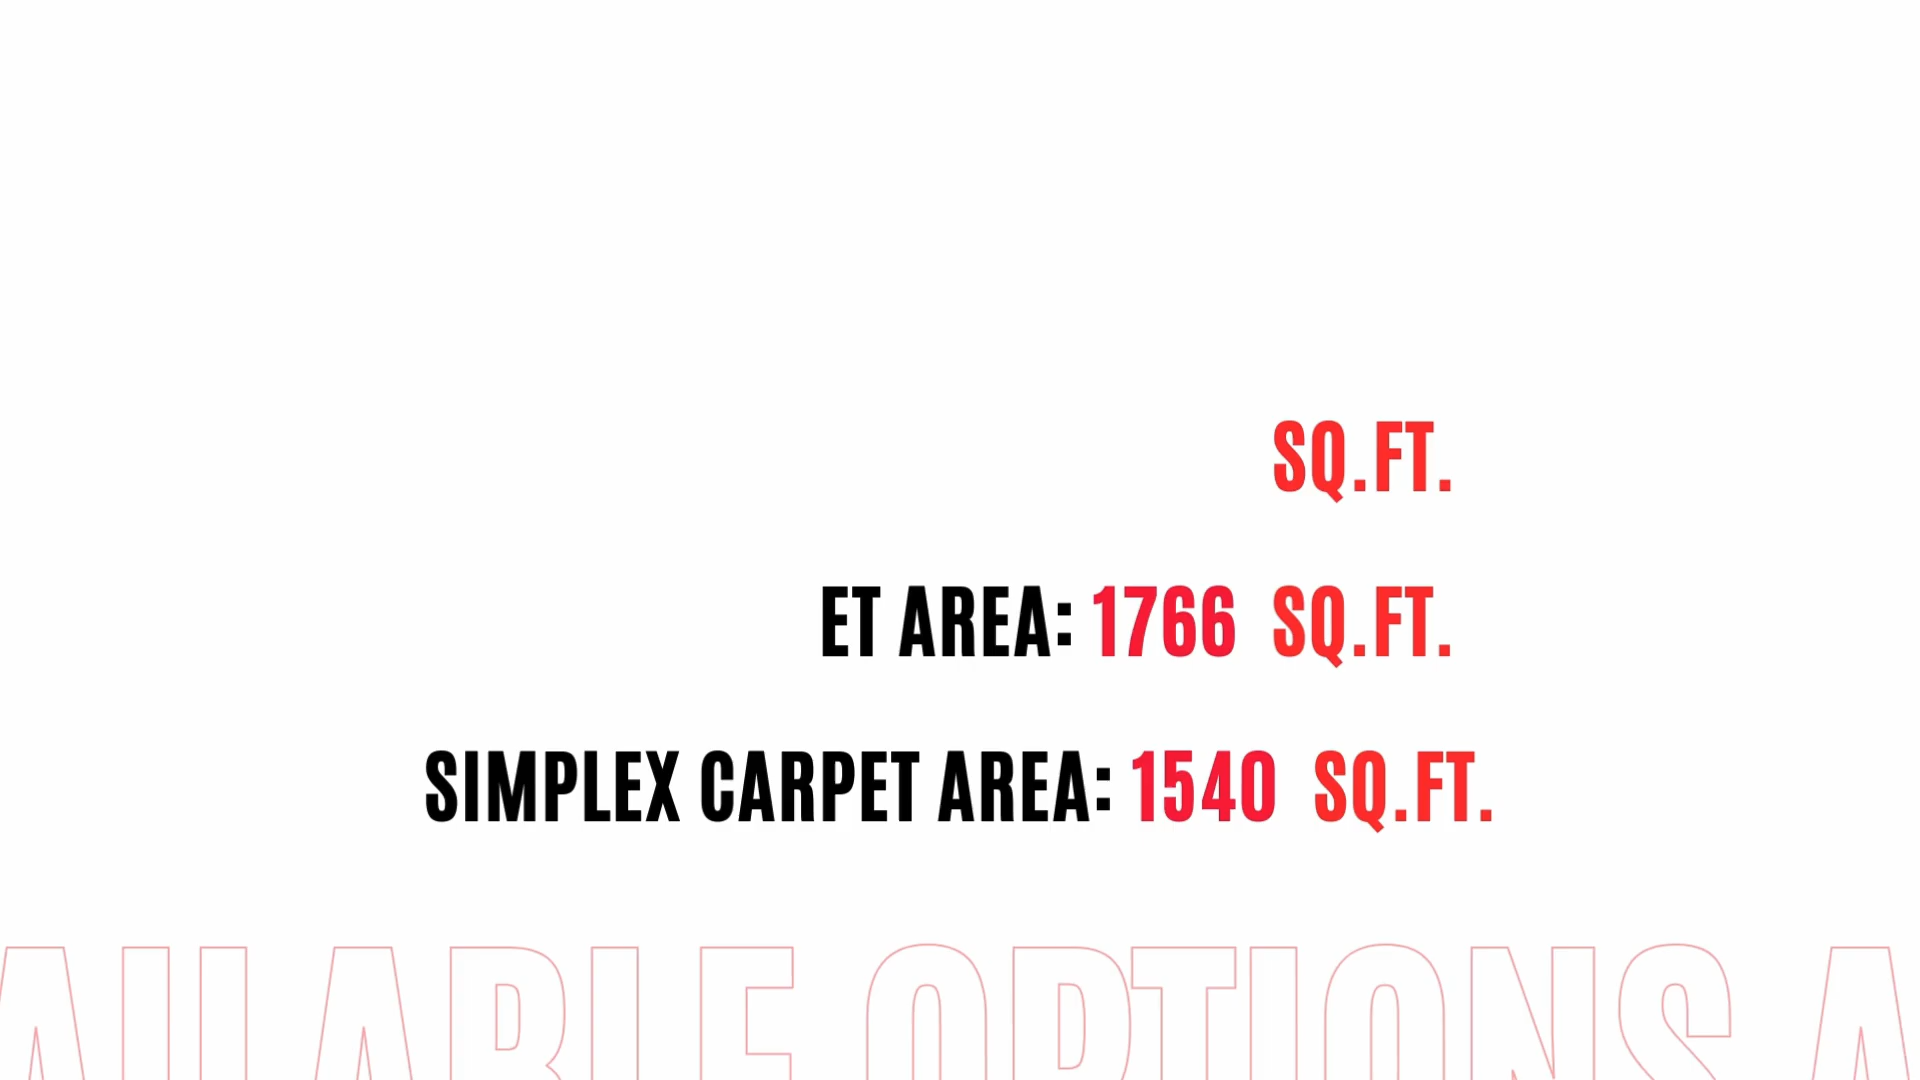 SQ.FT.
ET AREA: 1766 SQ.FT.
SIMPLEX CARPET AREA: 1540 SQ.FT.
AILABLE OPTIONS A